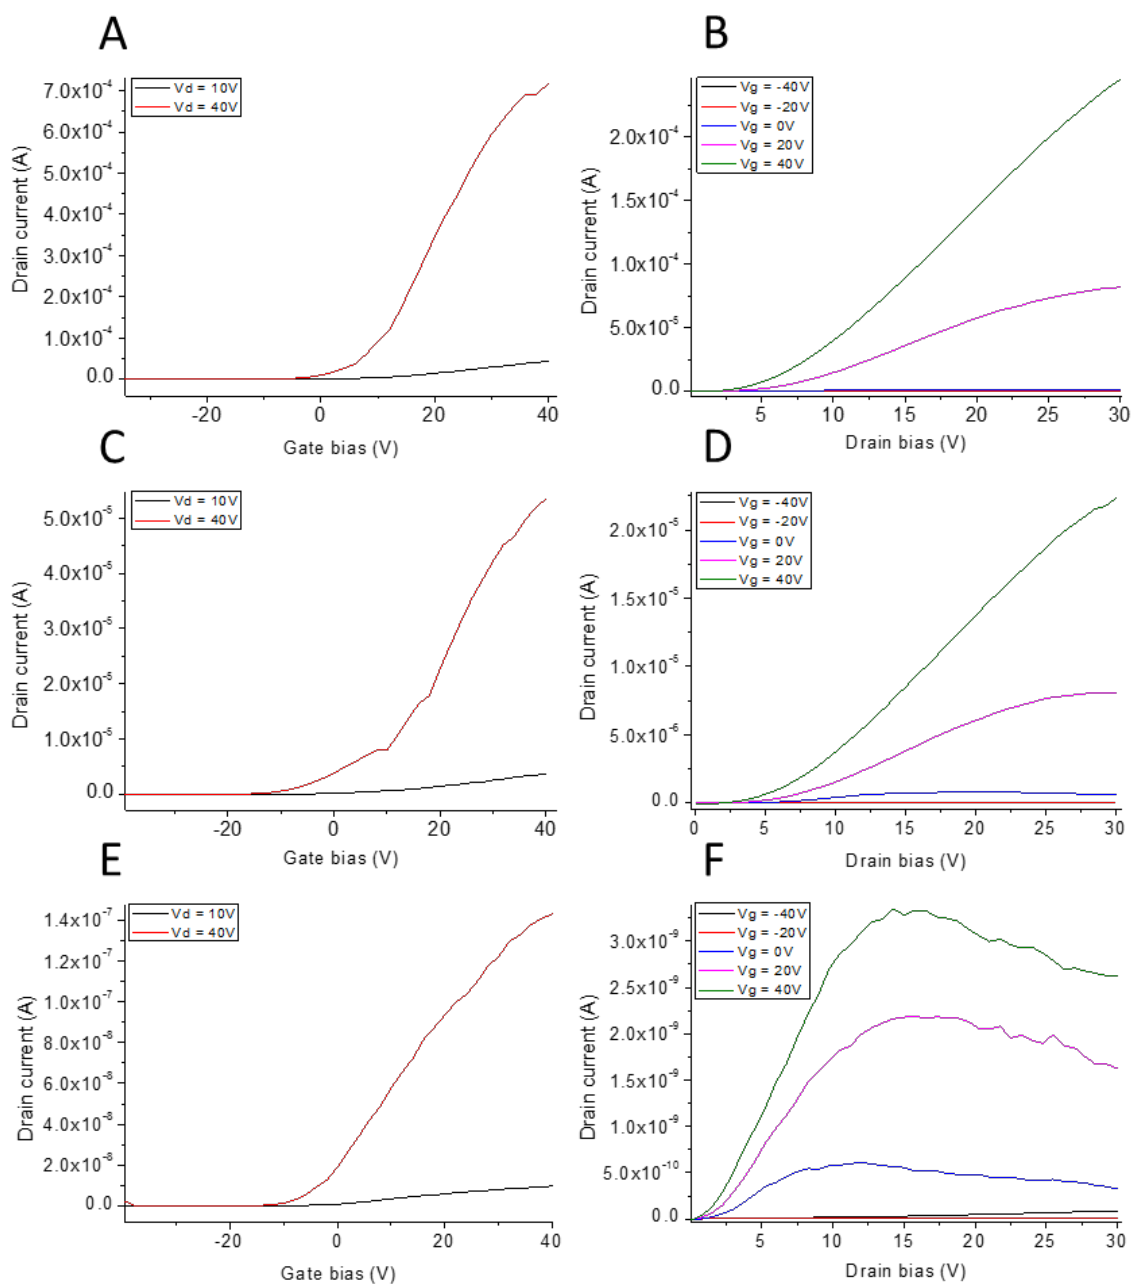 A
Vd = 10V
Vd = 40V
7.0x10⁻⁴
6.0x10⁻⁴
5.0x10⁻⁴
4.0x10⁻⁴
3.0x10⁻⁴
2.0x10⁻⁴
1.0x10⁻⁴
0.0
Drain current (A)
-20 0 20 40
Gate bias (V)
B
Vg = -40V
Vg = -20V
Vg = 0V
Vg = 20V
Vg = 40V
2.0x10⁻⁴
1.5x10⁻⁴
1.0x10⁻⁴
5.0x10⁻⁵
0.0
Drain current (A)
5 10 15 20 25 30
Drain bias (V)
C
Vd = 10V
Vd = 40V
5.0x10⁻⁵
4.0x10⁻⁵
3.0x10⁻⁵
2.0x10⁻⁵
1.0x10⁻⁵
0.0
Drain current (A)
-20 0 20 40
Gate bias (V)
D
Vg = -40V
Vg = -20V
Vg = 0V
Vg = 20V
Vg = 40V
2.0x10⁻⁵
1.5x10⁻⁵
1.0x10⁻⁵
5.0x10⁻⁶
0.0
Drain current (A)
0 5 10 15 20 25 30
Drain bias (V)
E
Vd = 10V
Vd = 40V
1.4x10⁻⁷
1.2x10⁻⁷
1.0x10⁻⁷
8.0x10⁻⁸
6.0x10⁻⁸
4.0x10⁻⁸
2.0x10⁻⁸
0.0
Drain current (A)
-20 0 20 40
Gate bias (V)
F
Vg = -40V
Vg = -20V
Vg = 0V
Vg = 20V
Vg = 40V
3.0x10⁻⁹
2.5x10⁻⁹
2.0x10⁻⁹
1.5x10⁻⁹
1.0x10⁻⁹
5.0x10⁻¹⁰
0.0
Drain current (A)
5 10 15 20 25 30
Drain bias (V)